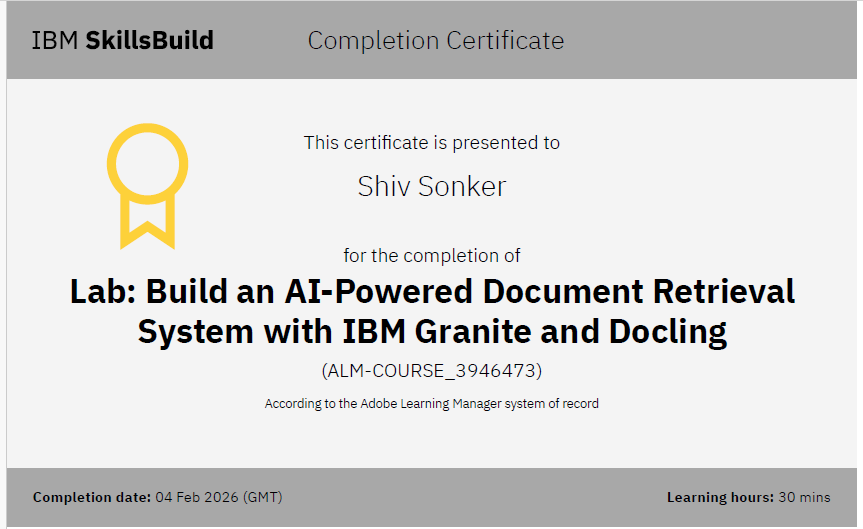 IBM SkillsBuild
Completion Certificate
This certificate is presented to
Shiv Sonker
for the completion of
Lab: Build an AI-Powered Document Retrieval
System with IBM Granite and Docling
(ALM-COURSE_3946473)
According to the Adobe Learning Manager system of record
Completion date: 04 Feb 2026 (GMT)
Learning hours: 30 mins